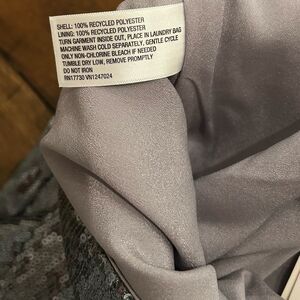 SHELL: 100% RECYCLED POLYESTER
LINING: 100% RECYCLED POLYESTER
TURN GARMENT INSIDE OUT, PLACE IN LAUNDRY BAG
MACHINE WASH COLD SEPARATELY, GENTLE CYCLE
ONLY NON-CHLORINE BLEACH IF NEEDED
TUMBLE DRY LOW, REMOVE PROMPTLY
DO NOT IRON
RN17730 VN1247024